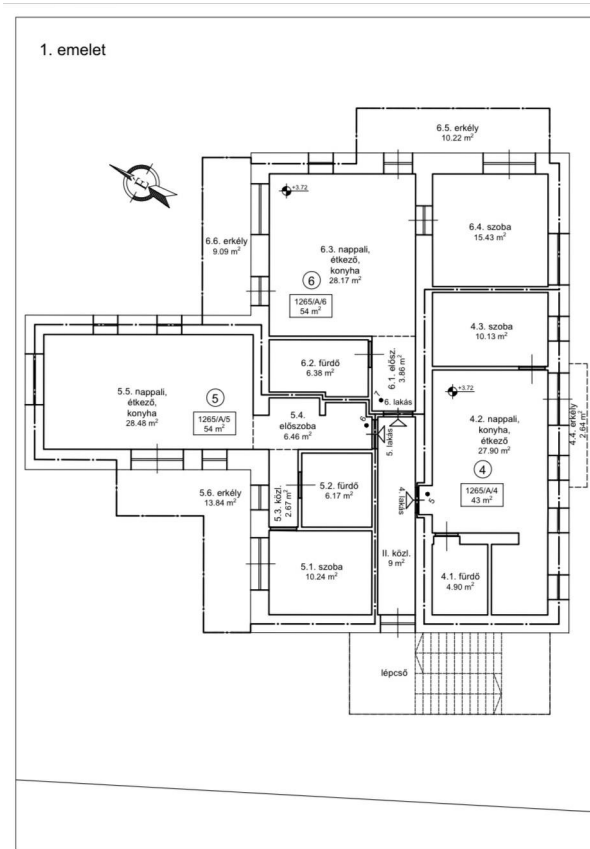 1. emelet
6.5. erkély
10.22 m²
+3.72
6.4. szoba
15.43 m²
6.6. erkély
9.09 m²
6.3. nappali,
étkező,
konyha
28.17 m²
6
1265/A/6
54 m²
4.3. szoba
10.13 m²
6.2. fürdő
6.38 m²
6.1. elősz.
3.86 m²
7
6. lakás
5.5. nappali,
étkező,
konyha
28.48 m²
5
1265/A/5
54 m²
5.4.
előszoba
6.46 m²
6
5. lakás
+3.72
4.2. nappali,
konyha,
étkező
27.90 m²
4
1265/A/4
43 m²
4.4. erkély
2.64 m²
5.6. erkély
13.84 m²
5.3. közl.
2.67 m²
5.2. fürdő
6.17 m²
4. lakás
5
5.1. szoba
10.24 m²
II. közl.
9 m²
4.1. fürdő
4.90 m²
lépcső